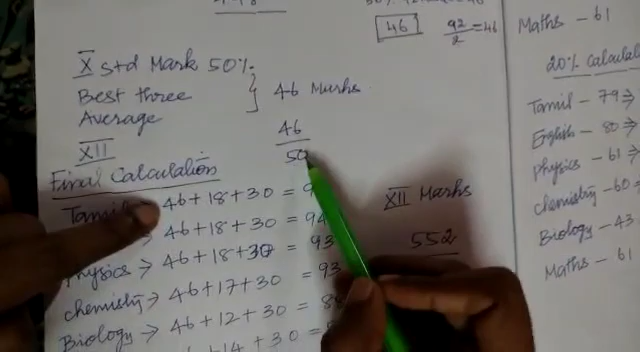 50%
46
92/2 = 46
X std Mark 50%
Best three } 46 Marks
Average
46/50
XII
Final Calculation
Tamil 46+18+30 =
46+18+30 = 94
Physics → 46+18+30 = 93
Chemistry → 46+17+30 = 93
Biology → 46+12+30 = 88
+14+30 =
XII Marks
552
Maths - 61
20% Calcula
Tamil - 79 ⇒
English - 80 ⇒
Physics - 61 ⇒
Chemistry - 60
Biology - 43
Maths - 61